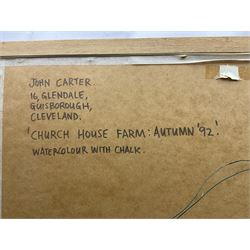 JOHN CARTER.
16, GLENDALE,
GUISBOROUGH,
CLEVELAND.
'CHURCH HOUSE FARM: AUTUMN '92.'
WATERCOLOUR WITH CHALK.